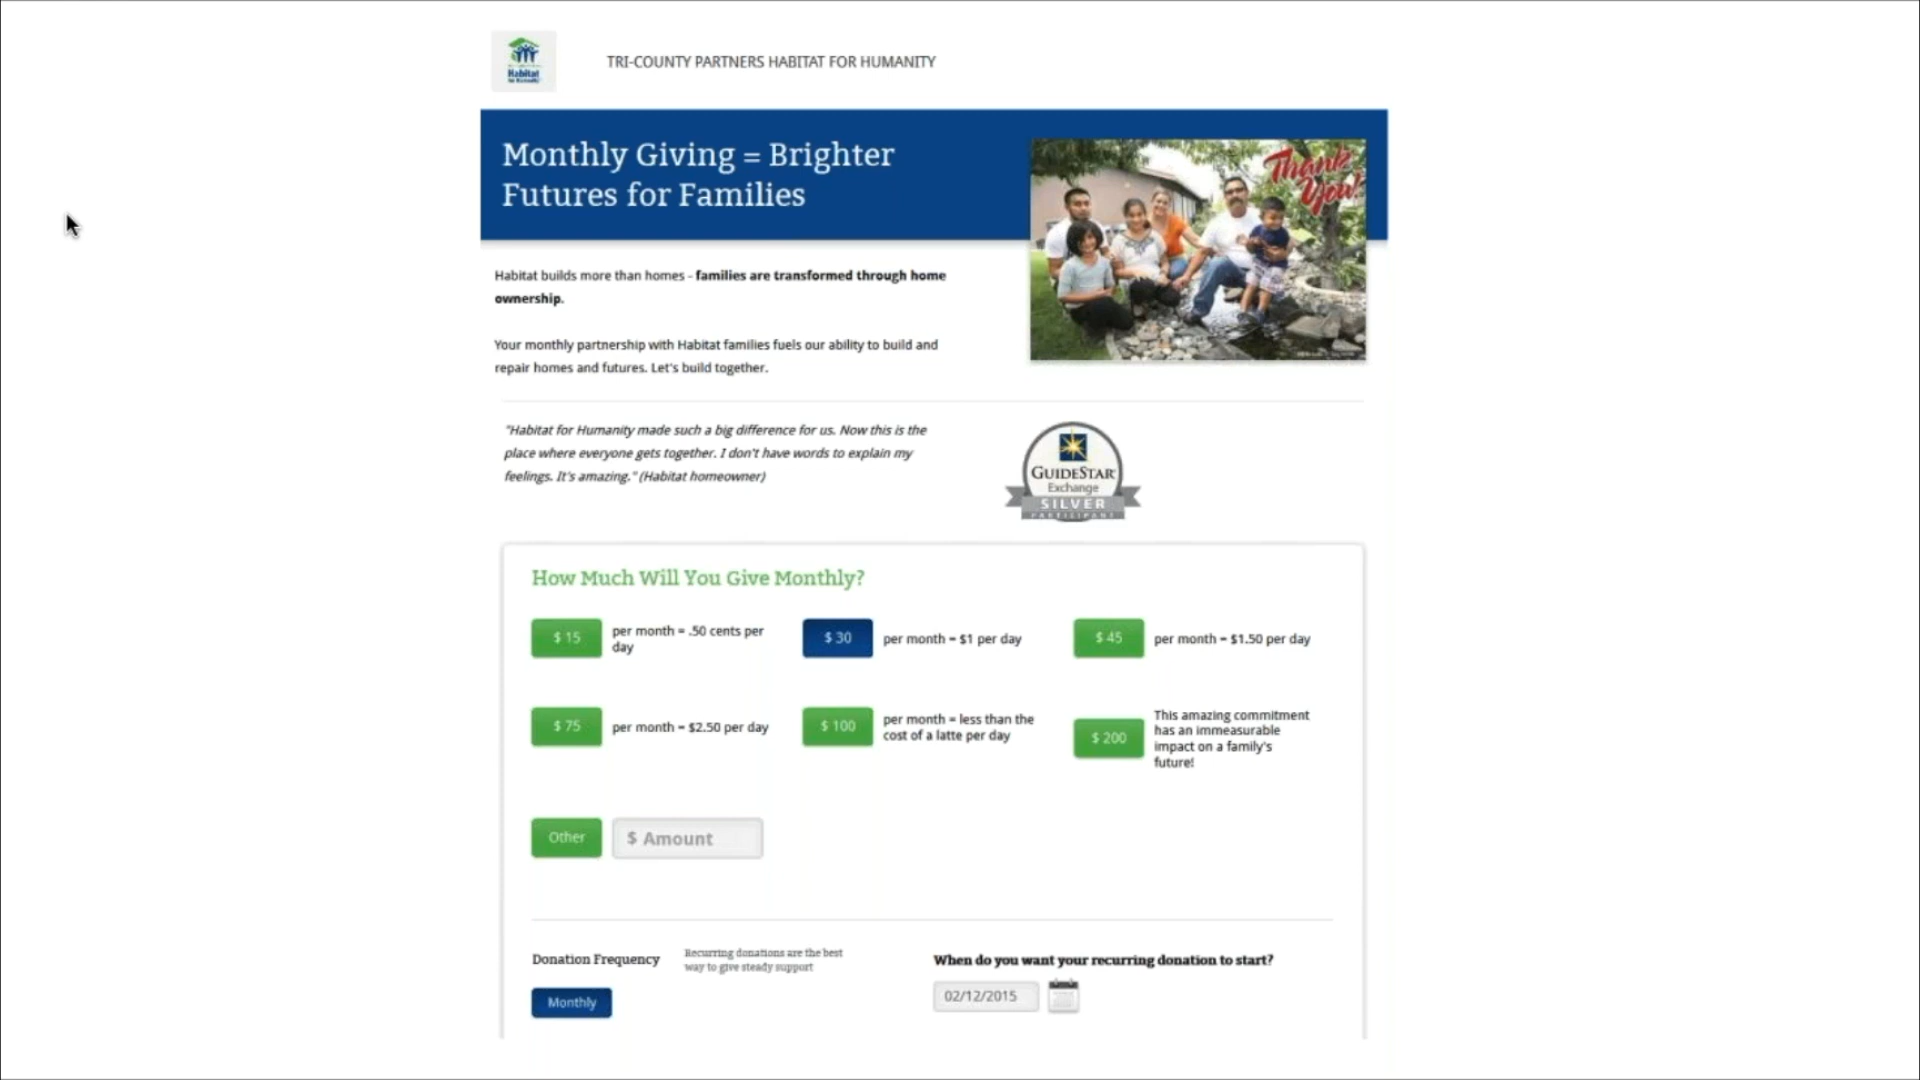 Habitat
for Humanity
TRI-COUNTY PARTNERS HABITAT FOR HUMANITY
Monthly Giving = Brighter
Futures for Families
Thank
You!
Habitat builds more than homes - families are transformed through home
ownership.
Your monthly partnership with Habitat families fuels our ability to build and
repair homes and futures. Let's build together.
"Habitat for Humanity made such a big difference for us. Now this is the
place where everyone gets together. I don't have words to explain my
feelings. It's amazing." (Habitat homeowner)
GUIDESTAR
Exchange
SILVER
PARTICIPANT
How Much Will You Give Monthly?
$ 15
per month = .50 cents per
day
$ 30
per month = $1 per day
$ 45
per month = $1.50 per day
$ 75
per month = $2.50 per day
$ 100
per month = less than the
cost of a latte per day
$ 200
This amazing commitment
has an immeasurable
impact on a family's
future!
Other
$ Amount
Donation Frequency
Recurring donations are the best
way to give steady support
Monthly
When do you want your recurring donation to start?
02/12/2015